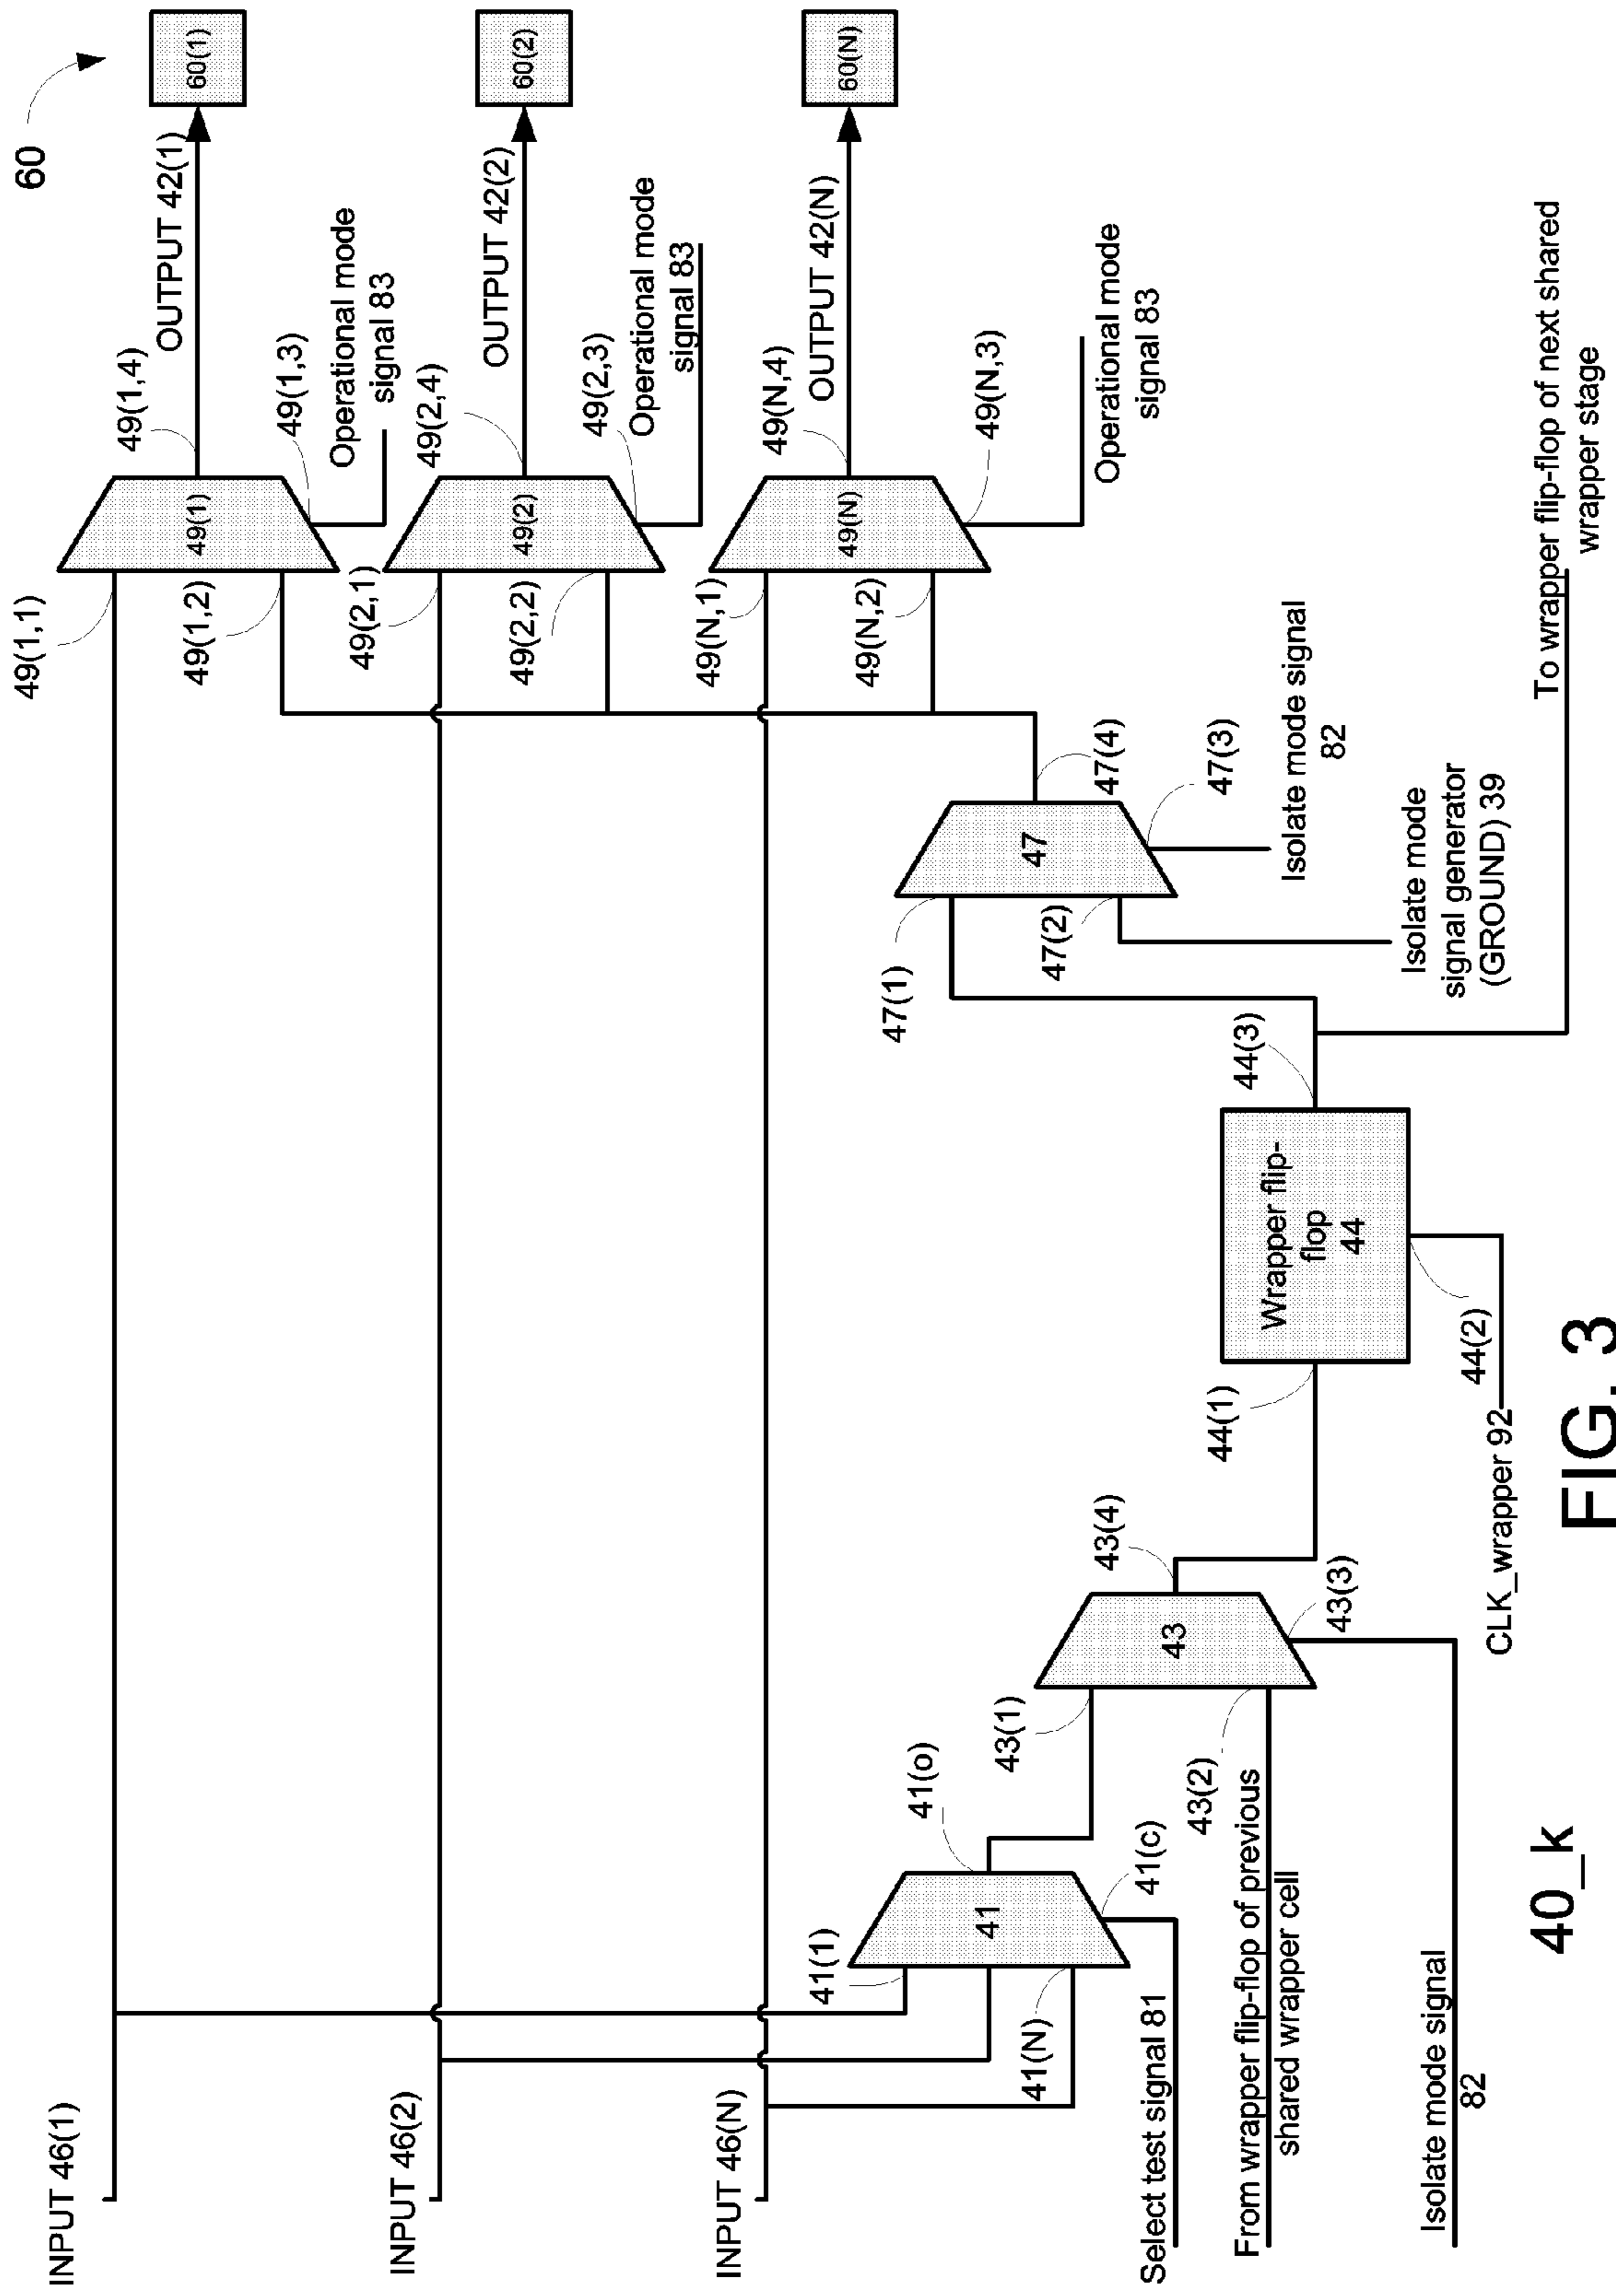 60
60(1)
60(2)
60(N)
OUTPUT 42(1)
OUTPUT 42(2)
OUTPUT 42(N)
49(1,4)
49(1,3)
Operational mode
signal 83
49(2,4)
49(2,3)
Operational mode
signal 83
49(N,4)
49(N,3)
Operational mode
signal 83
49(1)
49(2)
49(N)
49(1,1)
49(1,2)
49(2,1)
49(2,2)
49(N,1)
49(N,2)
To wrapper flip-flop of next shared
wrapper stage
47(4)
47(3)
Isolate mode signal
82
47
47(1)
47(2)
Isolate mode
signal generator
(GROUND) 39
44(3)
Wrapper flip-
flop
44
44(1)
44(2)
CLK_wrapper 92
43(4)
43(3)
43
43(1)
43(2)
41(o)
41(c)
41
41(1)
41(N)
INPUT 46(1)
INPUT 46(2)
INPUT 46(N)
Select test signal 81
From wrapper flip-flop of previous
shared wrapper cell
Isolate mode signal
82
40_k
FIG. 3